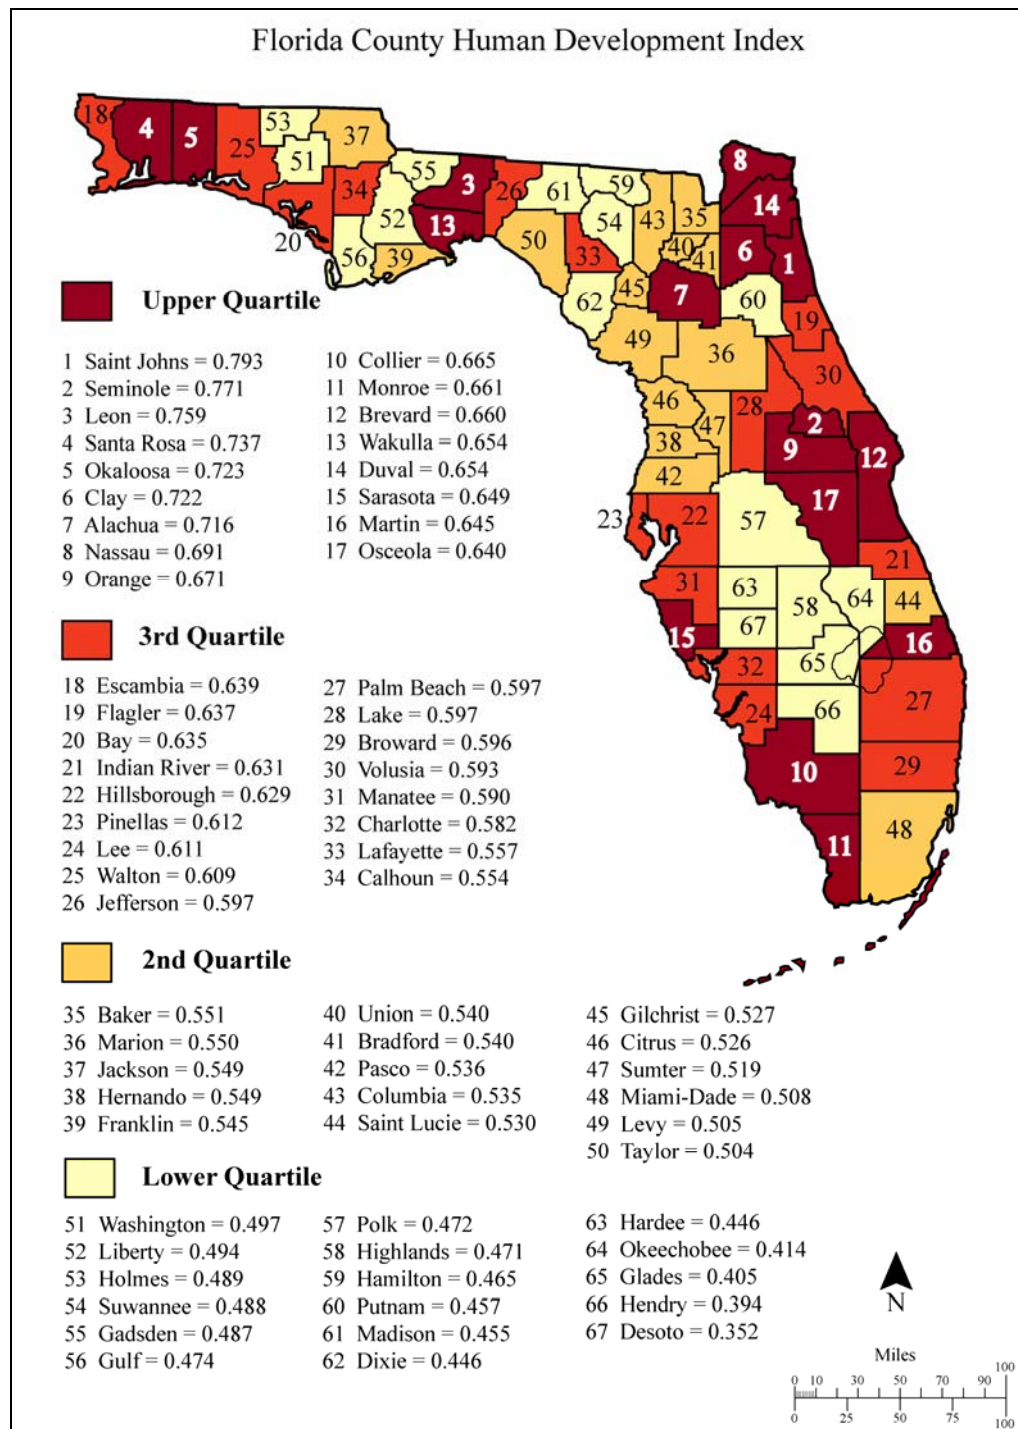 Florida County Human Development Index
18
4
5
25
53
51
37
34
20
52
55
56
39
3
13
26
61
50
33
59
54
43
35
40
41
45
62
7
8
14
6
1
60
19
49
36
30
46
28
47
2
38
9
12
42
17
23
22
57
21
31
63
58
64
44
67
15
16
32
65
24
66
27
10
29
11
48
Upper Quartile
1 Saint Johns = 0.793
2 Seminole = 0.771
3 Leon = 0.759
4 Santa Rosa = 0.737
5 Okaloosa = 0.723
6 Clay = 0.722
7 Alachua = 0.716
8 Nassau = 0.691
9 Orange = 0.671
10 Collier = 0.665
11 Monroe = 0.661
12 Brevard = 0.660
13 Wakulla = 0.654
14 Duval = 0.654
15 Sarasota = 0.649
16 Martin = 0.645
17 Osceola = 0.640
3rd Quartile
18 Escambia = 0.639
19 Flagler = 0.637
20 Bay = 0.635
21 Indian River = 0.631
22 Hillsborough = 0.629
23 Pinellas = 0.612
24 Lee = 0.611
25 Walton = 0.609
26 Jefferson = 0.597
27 Palm Beach = 0.597
28 Lake = 0.597
29 Broward = 0.596
30 Volusia = 0.593
31 Manatee = 0.590
32 Charlotte = 0.582
33 Lafayette = 0.557
34 Calhoun = 0.554
2nd Quartile
35 Baker = 0.551
36 Marion = 0.550
37 Jackson = 0.549
38 Hernando = 0.549
39 Franklin = 0.545
40 Union = 0.540
41 Bradford = 0.540
42 Pasco = 0.536
43 Columbia = 0.535
44 Saint Lucie = 0.530
45 Gilchrist = 0.527
46 Citrus = 0.526
47 Sumter = 0.519
48 Miami-Dade = 0.508
49 Levy = 0.505
50 Taylor = 0.504
Lower Quartile
51 Washington = 0.497
52 Liberty = 0.494
53 Holmes = 0.489
54 Suwannee = 0.488
55 Gadsden = 0.487
56 Gulf = 0.474
57 Polk = 0.472
58 Highlands = 0.471
59 Hamilton = 0.465
60 Putnam = 0.457
61 Madison = 0.455
62 Dixie = 0.446
63 Hardee = 0.446
64 Okeechobee = 0.414
65 Glades = 0.405
66 Hendry = 0.394
67 Desoto = 0.352
N
Miles
0 10 30 50 70 90 100
0 25 50 75 100